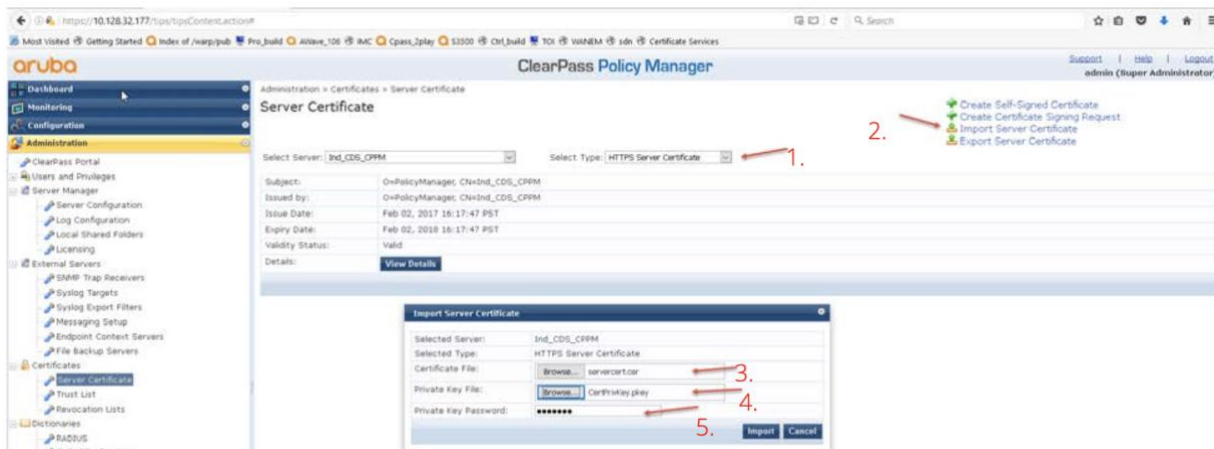 https://10.128.32.177/tips/tipsContent.action#
Search
Most Visited Getting Started Index of /warp/pub Pro_build AWave_106 IMC Cpass_2play S3500 Ctrl_build TOI WANEM sdn Certificate Services
aruba
ClearPass Policy Manager
Support | Help | Logout
admin (Super Administrator)
Dashboard
Monitoring
Configuration
Administration
ClearPass Portal
Users and Privileges
Server Manager
Server Configuration
Log Configuration
Local Shared Folders
Licensing
External Servers
SNMP Trap Receivers
Syslog Targets
Syslog Export Filters
Messaging Setup
Endpoint Context Servers
File Backup Servers
Certificates
Server Certificate
Trust List
Revocation Lists
Dictionaries
RADIUS
Administration » Certificates » Server Certificate
Server Certificate
Create Self-Signed Certificate
Create Certificate Signing Request
2. Import Server Certificate
Export Server Certificate
Select Server: Ind_CDS_CPPM Select Type: HTTPS Server Certificate 1.
Subject: O=PolicyManager, CN=Ind_CDS_CPPM
Issued by: O=PolicyManager, CN=Ind_CDS_CPPM
Issue Date: Feb 02, 2017 16:17:47 PST
Expiry Date: Feb 02, 2018 16:17:47 PST
Validity Status: Valid
Details: View Details
Import Server Certificate
Selected Server: Ind_CDS_CPPM
Selected Type: HTTPS Server Certificate
Certificate File: Browse... servercert.cer 3.
Private Key File: Browse... CertPrivKey.pkey 4.
Private Key Password: ●●●●●●● 5.
Import Cancel